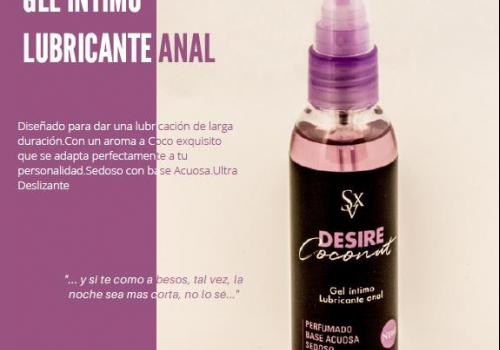 GEL ÍNTIMO
LUBRICANTE ANAL
Diseñado para dar una lubricación de larga
duración.Con un aroma a Coco exquisito
que se adapta perfectamente a tu
personalidad.Sedoso con base Acuosa.Ultra
Deslizante
"... y si te como a besos, tal vez, la
noche sea mas corta, no lo sé..."
SXV
DESIRE
Coconut
Gel íntimo
Lubricante anal
PERFUMADO
BASE ACUOSA
SEDOSO